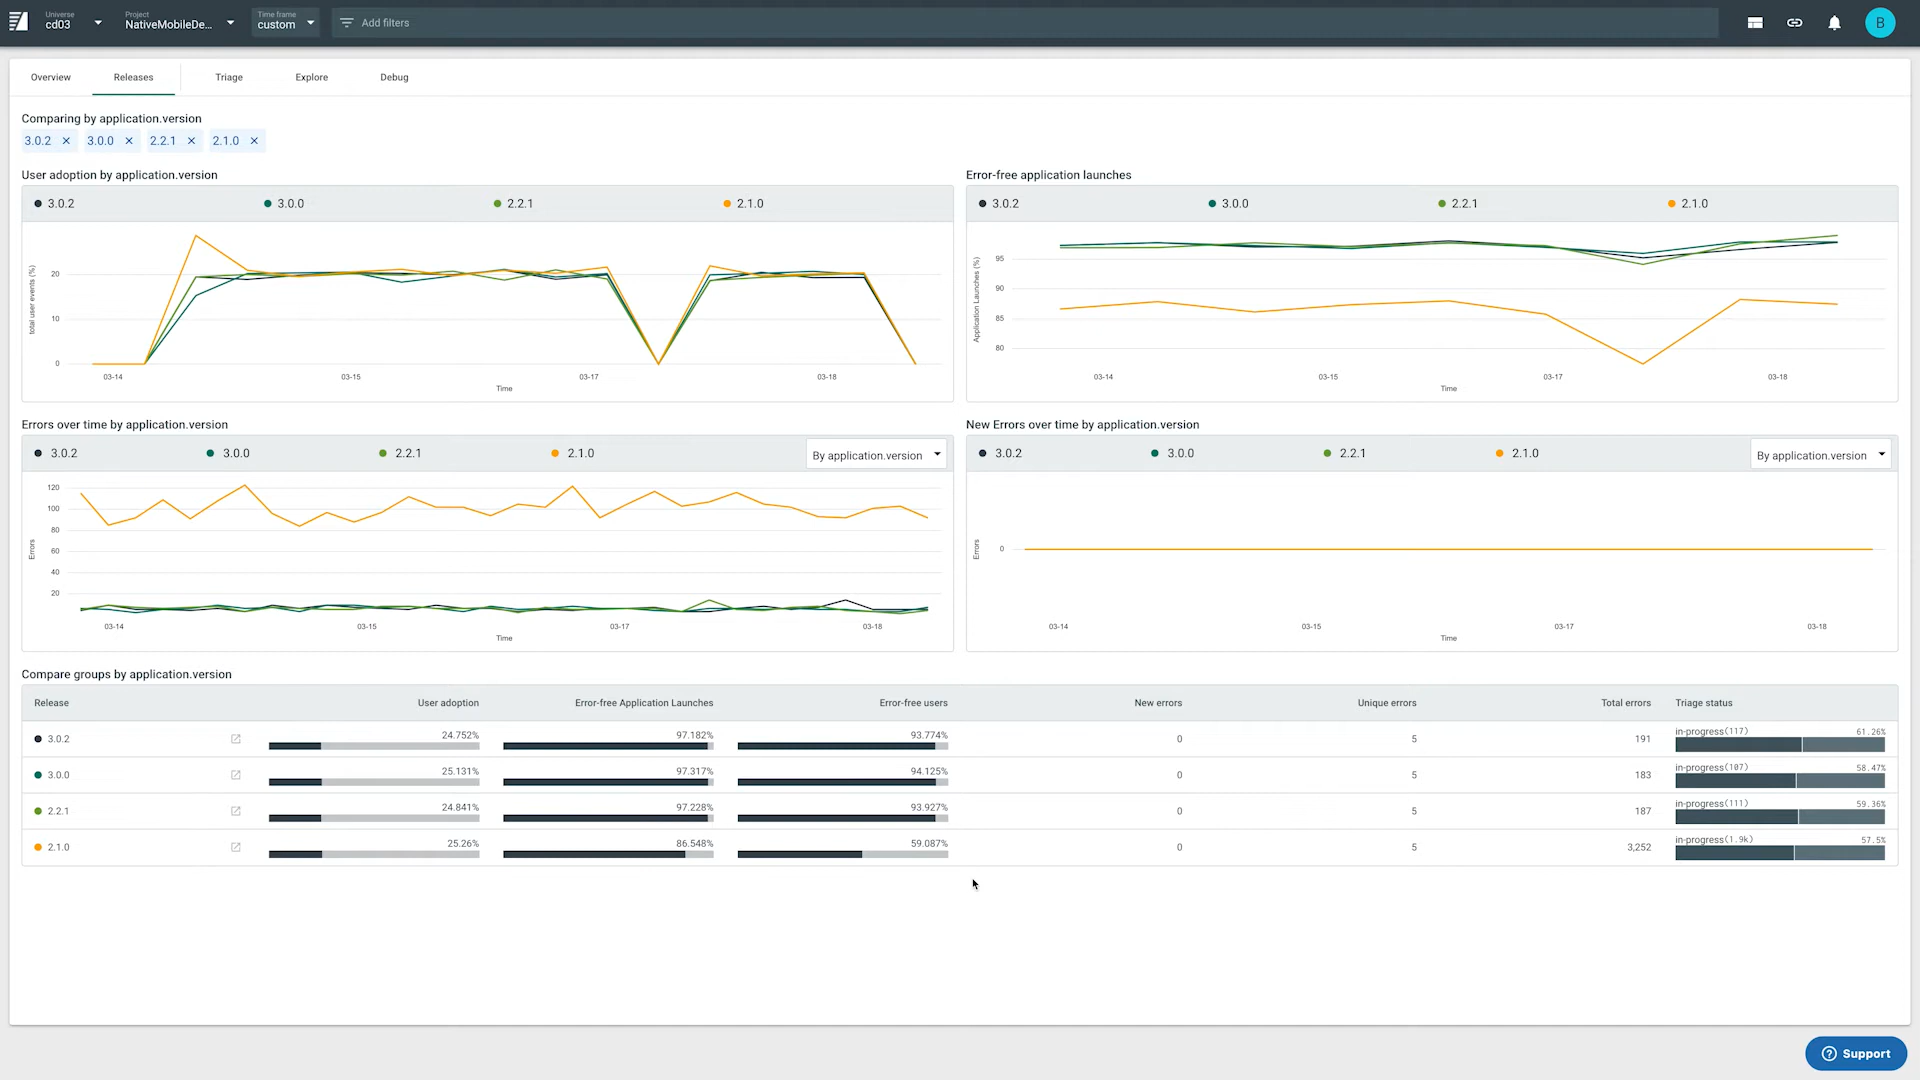 Universe
cd03
Project
NativeMobileDe...
Time frame
custom
Add filters
B
Overview
Releases
Triage
Explore
Debug
Comparing by application.version
3.0.2 ×
3.0.0 ×
2.2.1 ×
2.1.0 ×
User adoption by application.version
3.0.2
3.0.0
2.2.1
2.1.0
total user events (%)
20
10
0
03-14
03-15
03-17
03-18
Time
Error-free application launches
3.0.2
3.0.0
2.2.1
2.1.0
Application Launches (%)
95
90
85
80
03-14
03-15
03-17
03-18
Time
Errors over time by application.version
3.0.2
3.0.0
2.2.1
2.1.0
By application.version
Errors
120
100
80
60
40
20
03-14
03-15
03-17
03-18
Time
New Errors over time by application.version
3.0.2
3.0.0
2.2.1
2.1.0
By application.version
Errors
0
03-14
03-15
03-17
03-18
Time
Compare groups by application.version
Release User adoption Error-free Application Launches Error-free users New errors Unique errors Total errors Triage status
3.0.2 24.752% 97.182% 93.774% 0 5 191 in-progress(117) 61.26%
3.0.0 25.131% 97.317% 94.125% 0 5 183 in-progress(107) 58.47%
2.2.1 24.841% 97.228% 93.927% 0 5 187 in-progress(111) 59.36%
2.1.0 25.26% 86.548% 59.087% 0 5 3,252 in-progress(1.9k) 57.5%
Support